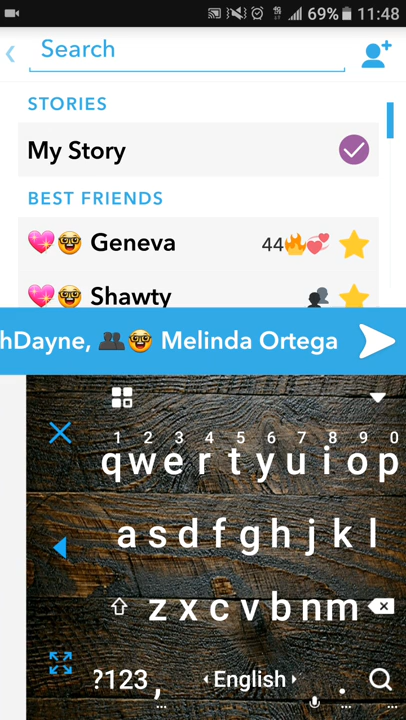 69% 11:48
Search
STORIES
My Story
BEST FRIENDS
💖🤓 Geneva 44🔥💞
💖🤓 Shawty
hDayne, 👥🤓 Melinda Ortega
1 2 3 4 5 6 7 8 9 0
q w e r t y u i o p
a s d f g h j k l
z x c v b n m
?123 , English .